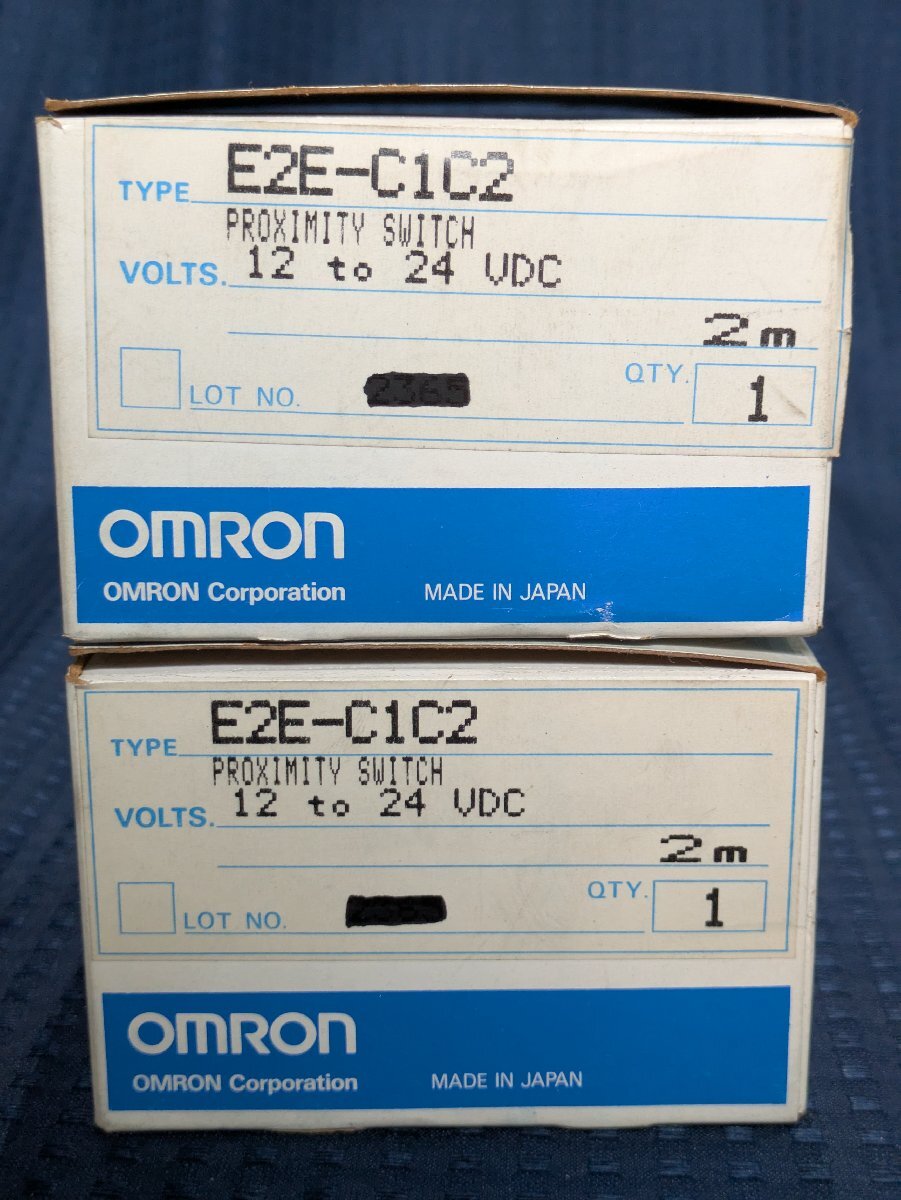 TYPE E2E-C1C2
PROXIMITY SWITCH
VOLTS. 12 to 24 VDC
2m
LOT NO. 2365 QTY. 1
OMRON
OMRON Corporation MADE IN JAPAN
TYPE E2E-C1C2
PROXIMITY SWITCH
VOLTS. 12 to 24 VDC
2m
LOT NO. QTY. 1
OMRON
OMRON Corporation MADE IN JAPAN